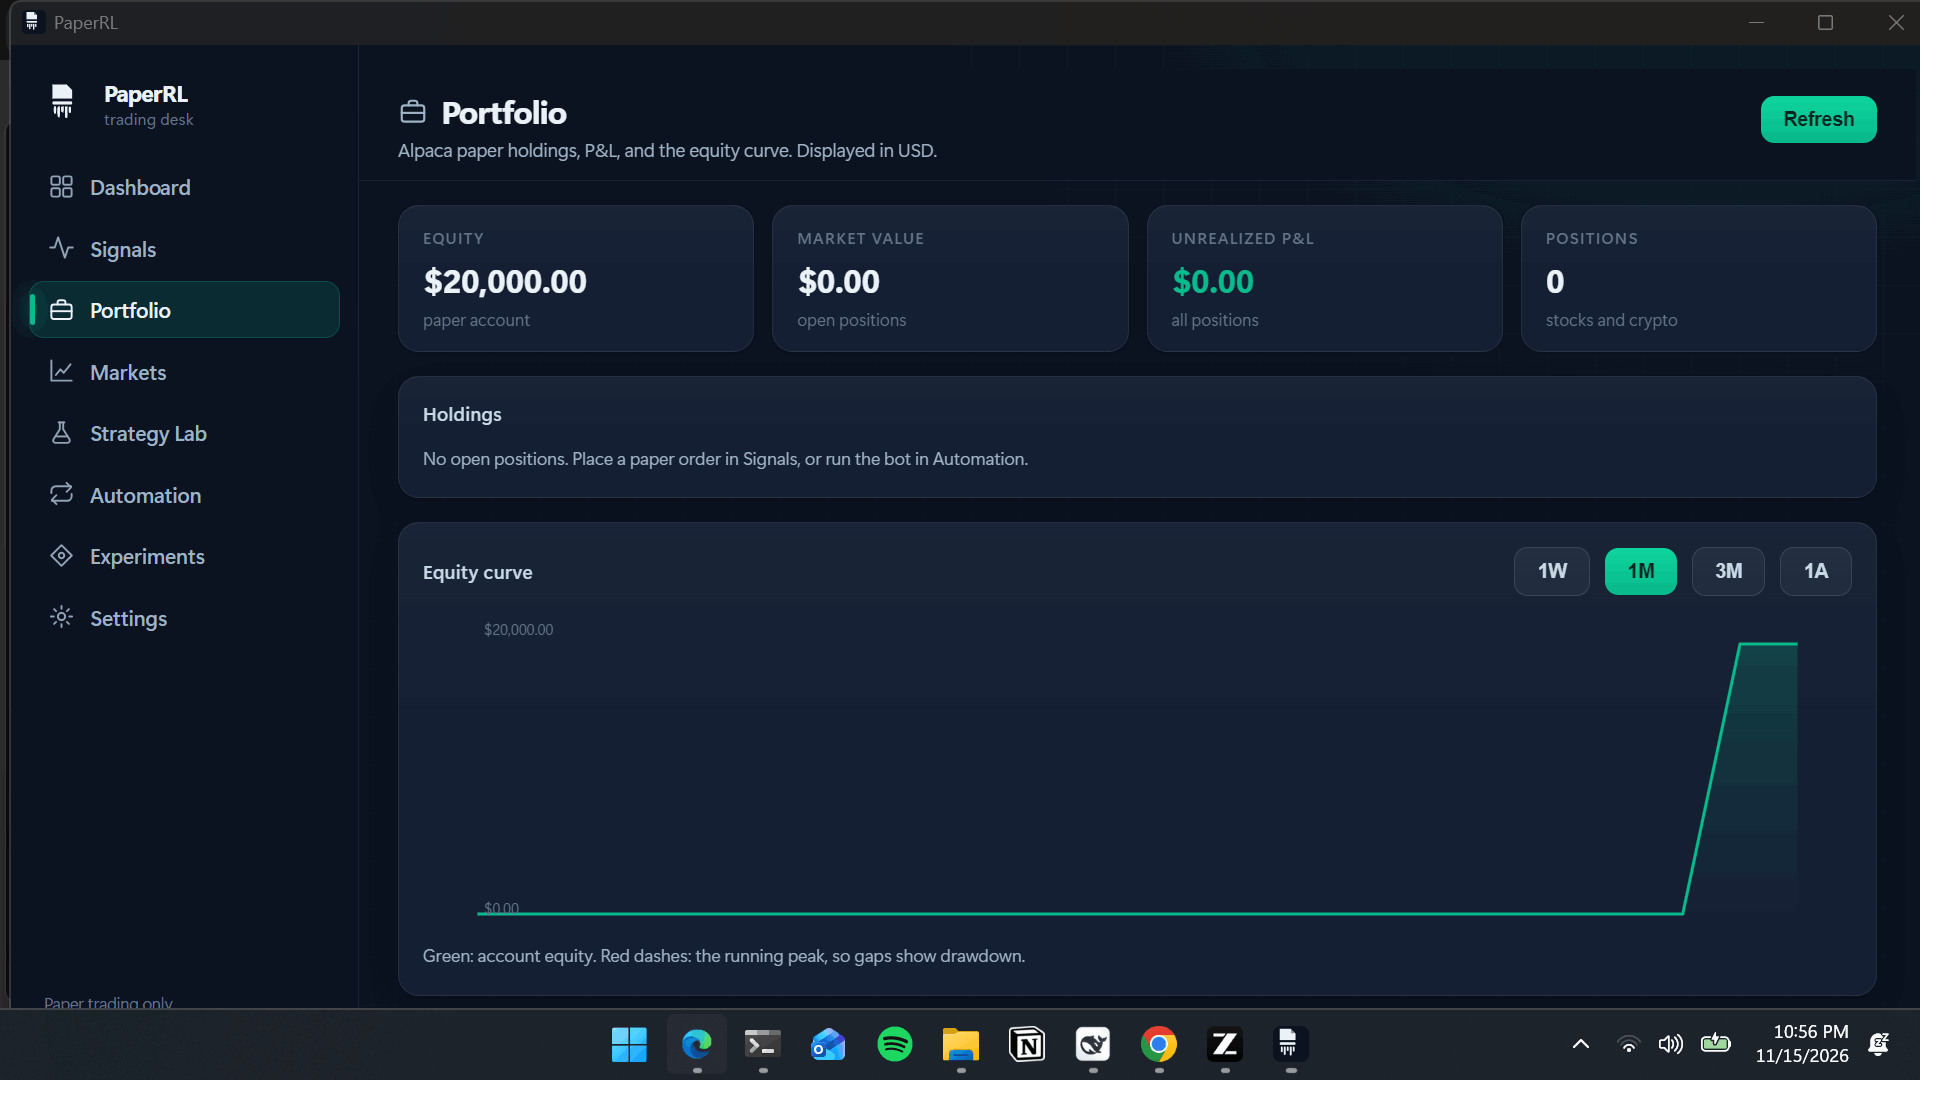 PaperRL
PaperRL
trading desk
Dashboard
Signals
Portfolio
Markets
Strategy Lab
Automation
Experiments
Settings
Paper trading only
Portfolio
Alpaca paper holdings, P&L, and the equity curve. Displayed in USD.
Refresh
EQUITY
$20,000.00
paper account
MARKET VALUE
$0.00
open positions
UNREALIZED P&L
$0.00
all positions
POSITIONS
0
stocks and crypto
Holdings
No open positions. Place a paper order in Signals, or run the bot in Automation.
Equity curve
1W
1M
3M
1A
$20,000.00
$0.00
Green: account equity. Red dashes: the running peak, so gaps show drawdown.
10:56 PM
11/15/2026